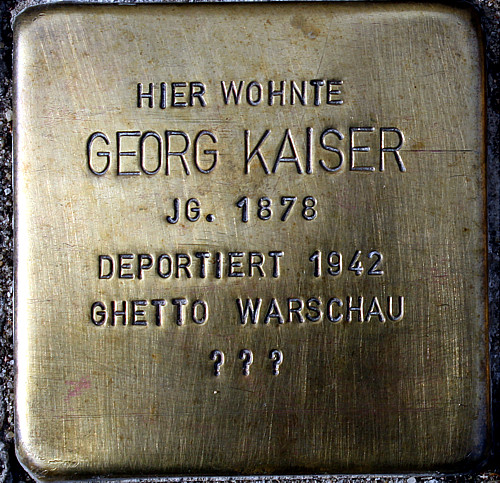 HIER WOHNTE
GEORG KAISER
JG. 1878
DEPORTIERT 1942
GHETTO WARSCHAU
? ? ?